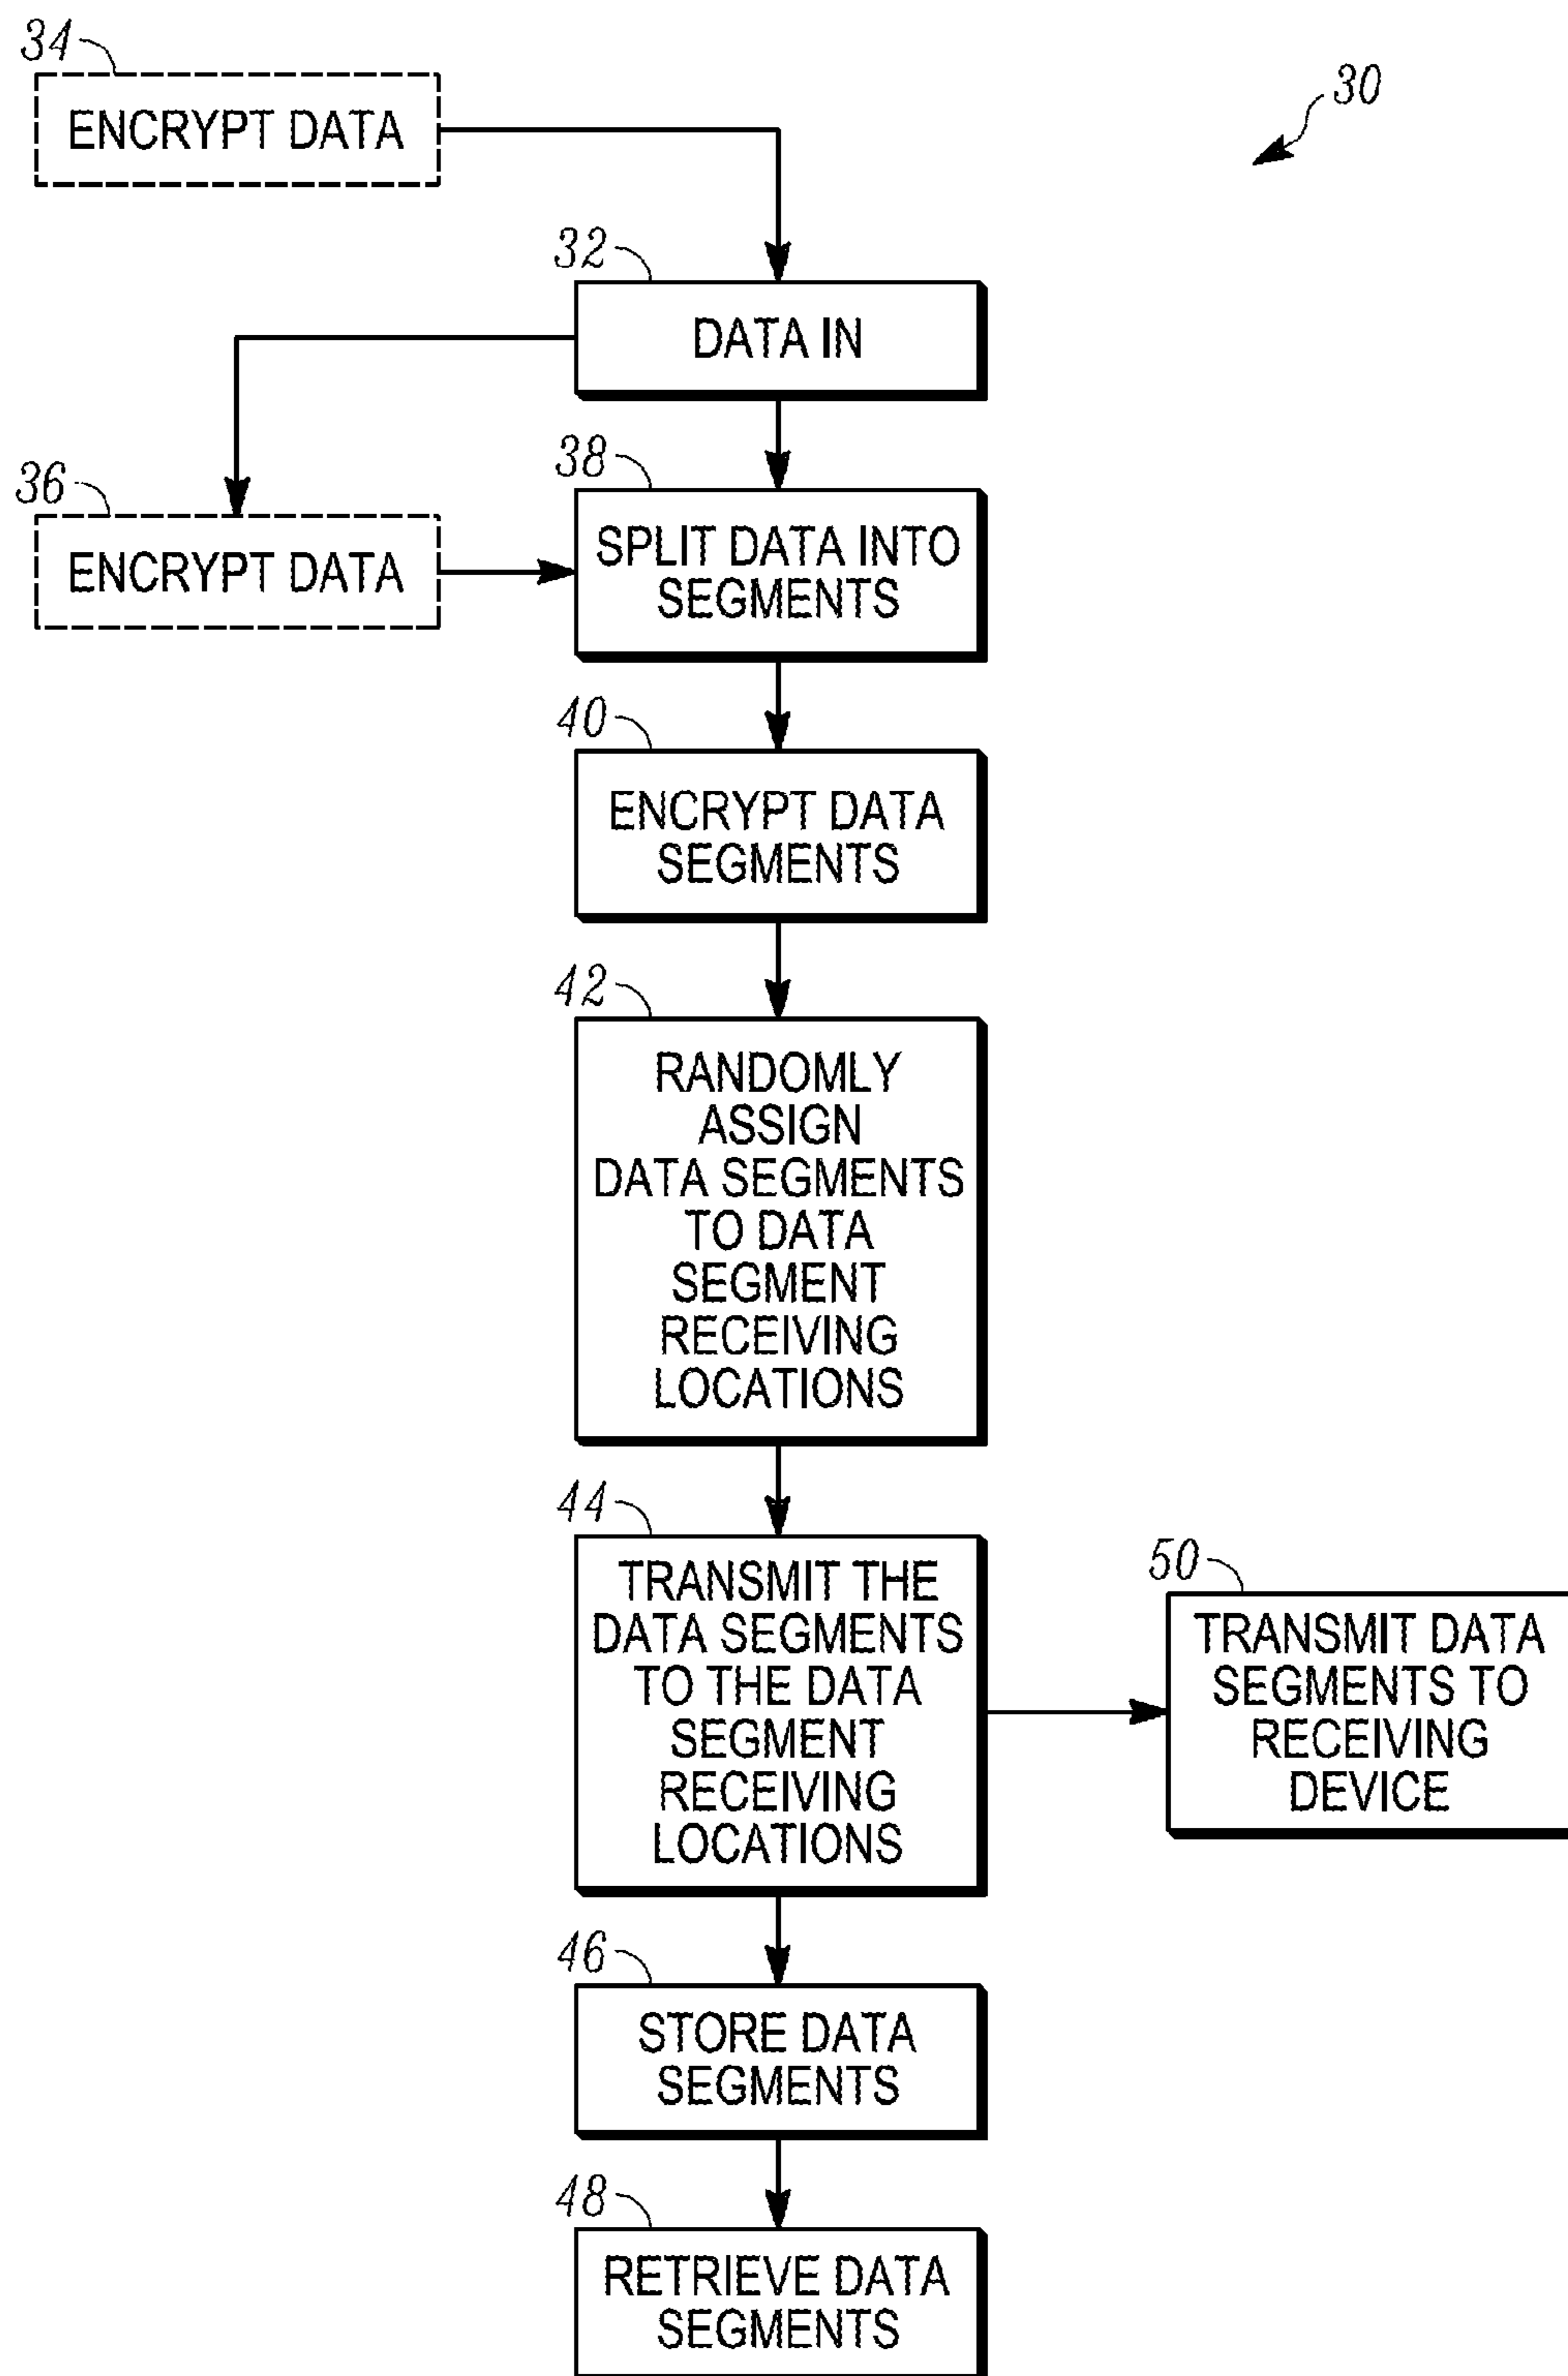 34
ENCRYPT DATA
30
32
DATA IN
36
ENCRYPT DATA
38
SPLIT DATA INTO
SEGMENTS
40
ENCRYPT DATA
SEGMENTS
42
RANDOMLY
ASSIGN
DATA SEGMENTS
TO DATA
SEGMENT
RECEIVING
LOCATIONS
44
TRANSMIT THE
DATA SEGMENTS
TO THE DATA
SEGMENT
RECEIVING
LOCATIONS
50
TRANSMIT DATA
SEGMENTS TO
RECEIVING
DEVICE
46
STORE DATA
SEGMENTS
48
RETRIEVE DATA
SEGMENTS